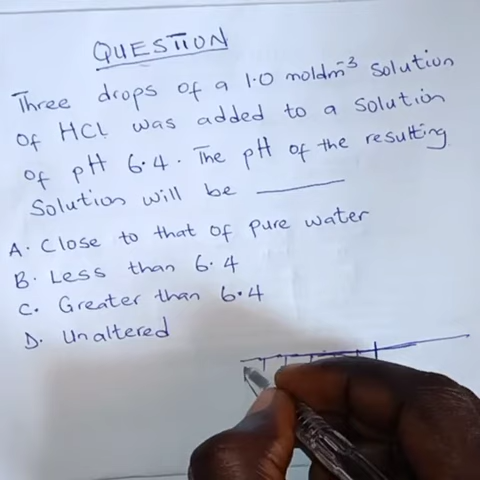 QUESTION
Three drops of a 1.0 moldm⁻³ solution
of HCl was added to a solution
of pH 6.4. The pH of the resulting
Solution will be ________
A. Close to that of pure water
B. Less than 6.4
C. Greater than 6.4
D. Unaltered